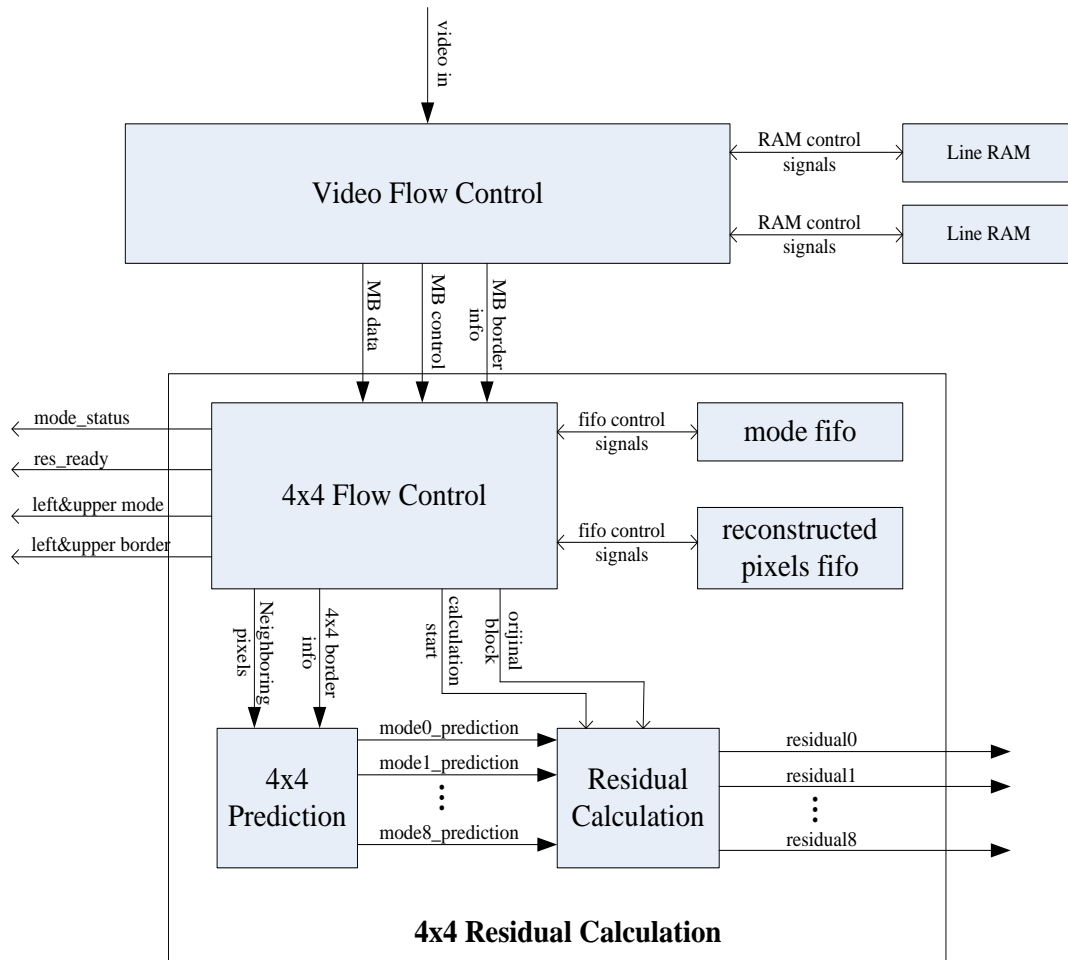 video in
Video Flow Control
RAM control
signals
Line RAM
RAM control
signals
Line RAM
MB data
MB control
MB border
info
mode_status
res_ready
left&upper mode
left&upper border
4x4 Flow Control
fifo control
signals
mode fifo
fifo control
signals
reconstructed
pixels fifo
Neighboring
pixels
4x4 border
info
calculation
start
orijinal
block
4x4
Prediction
mode0_prediction
mode1_prediction
mode8_prediction
Residual
Calculation
residual0
residual1
residual8
4x4 Residual Calculation